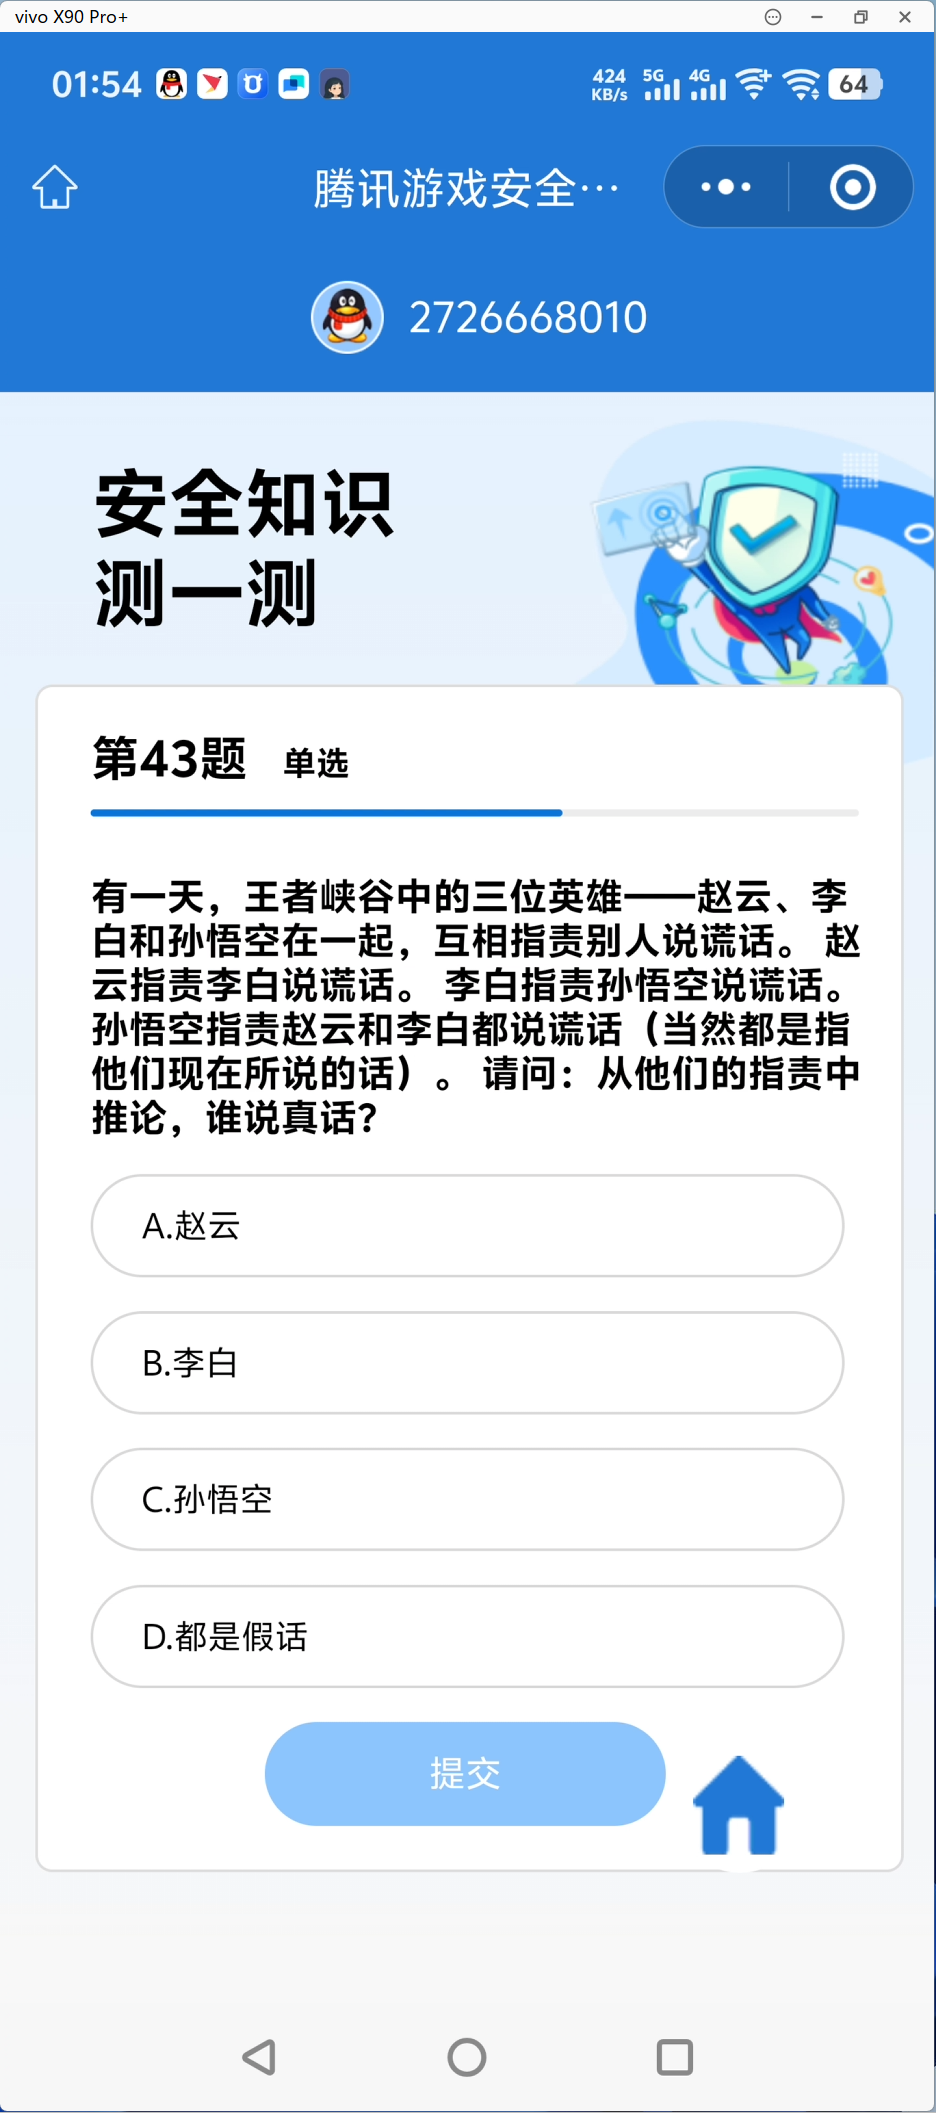 vivo X90 Pro+
01:54
424
KB/s
5G
4G
64
腾讯游戏安全…
2726668010
安全知识
测一测
第43题 单选
有一天，王者峡谷中的三位英雄——赵云、李
白和孙悟空在一起，互相指责别人说谎话。 赵
云指责李白说谎话。 李白指责孙悟空说谎话。
孙悟空指责赵云和李白都说谎话（当然都是指
他们现在所说的话）。 请问：从他们的指责中
推论，谁说真话？
A.赵云
B.李白
C.孙悟空
D.都是假话
提交